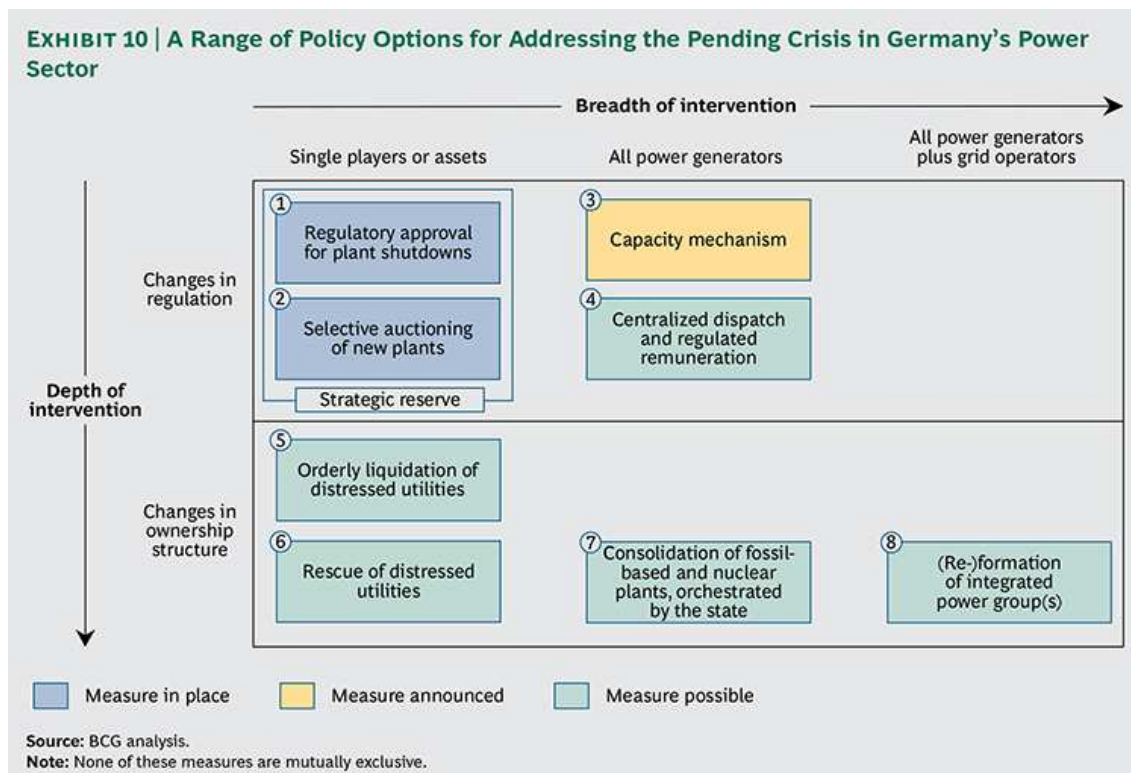 EXHIBIT 10 | A Range of Policy Options for Addressing the Pending Crisis in Germany's Power
Sector
Breadth of intervention
Single players or assets
All power generators
All power generators
plus grid operators
Depth of
intervention
Changes in
regulation
1
Regulatory approval
for plant shutdowns
2
Selective auctioning
of new plants
Strategic reserve
3
Capacity mechanism
4
Centralized dispatch
and regulated
remuneration
Changes in
ownership
structure
5
Orderly liquidation of
distressed utilities
6
Rescue of distressed
utilities
7
Consolidation of fossil-
based and nuclear
plants, orchestrated
by the state
8
(Re-)formation
of integrated
power group(s)
Measure in place
Measure announced
Measure possible
Source: BCG analysis.
Note: None of these measures are mutually exclusive.